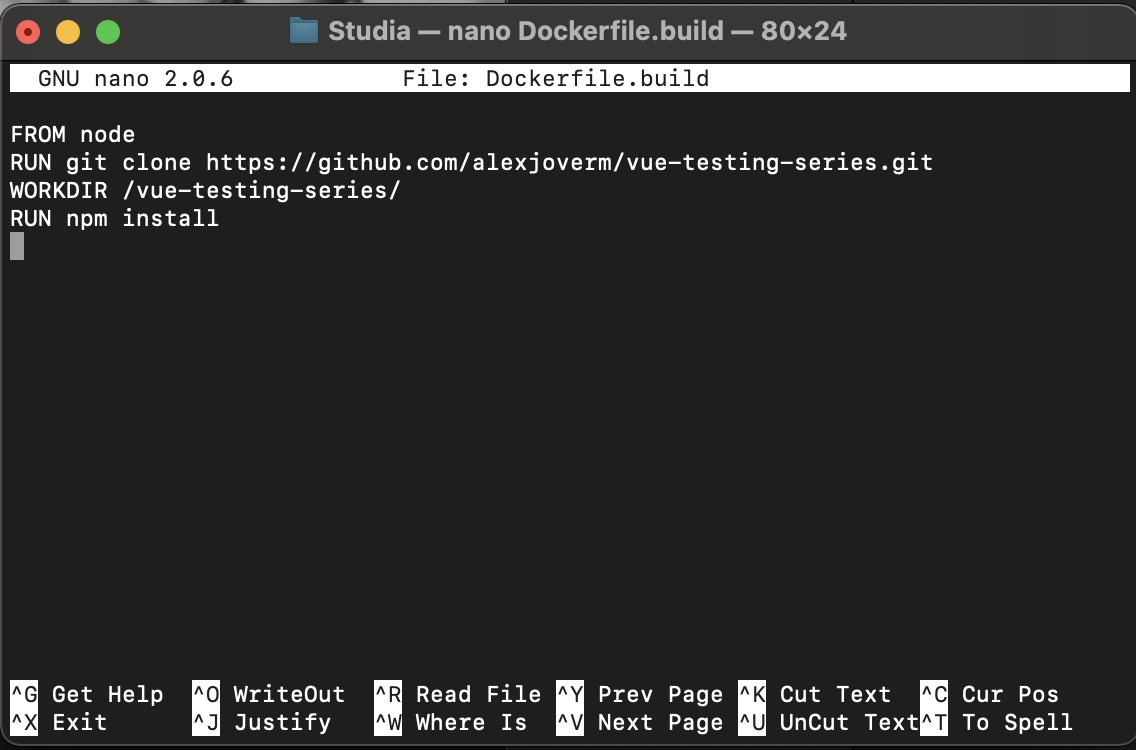 Studia — nano Dockerfile.build — 80×24
GNU nano 2.0.6 File: Dockerfile.build
FROM node
RUN git clone https://github.com/alexjoverm/vue-testing-series.git
WORKDIR /vue-testing-series/
RUN npm install
^G Get Help ^O WriteOut ^R Read File ^Y Prev Page ^K Cut Text ^C Cur Pos
^X Exit ^J Justify ^W Where Is ^V Next Page ^U UnCut Text^T To Spell